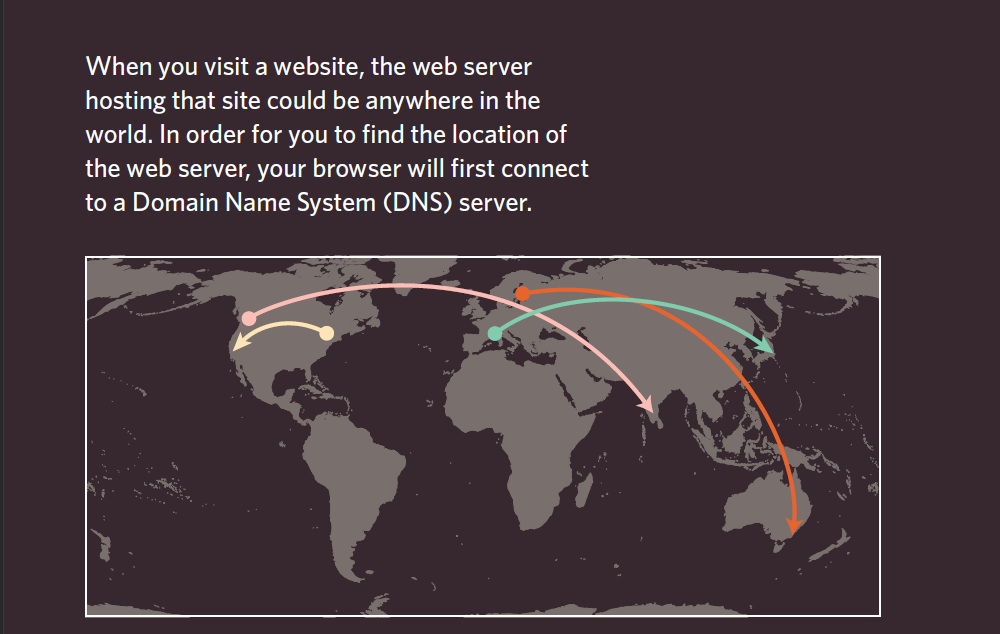 When you visit a website, the web server
hosting that site could be anywhere in the
world. In order for you to find the location of
the web server, your browser will first connect
to a Domain Name System (DNS) server.